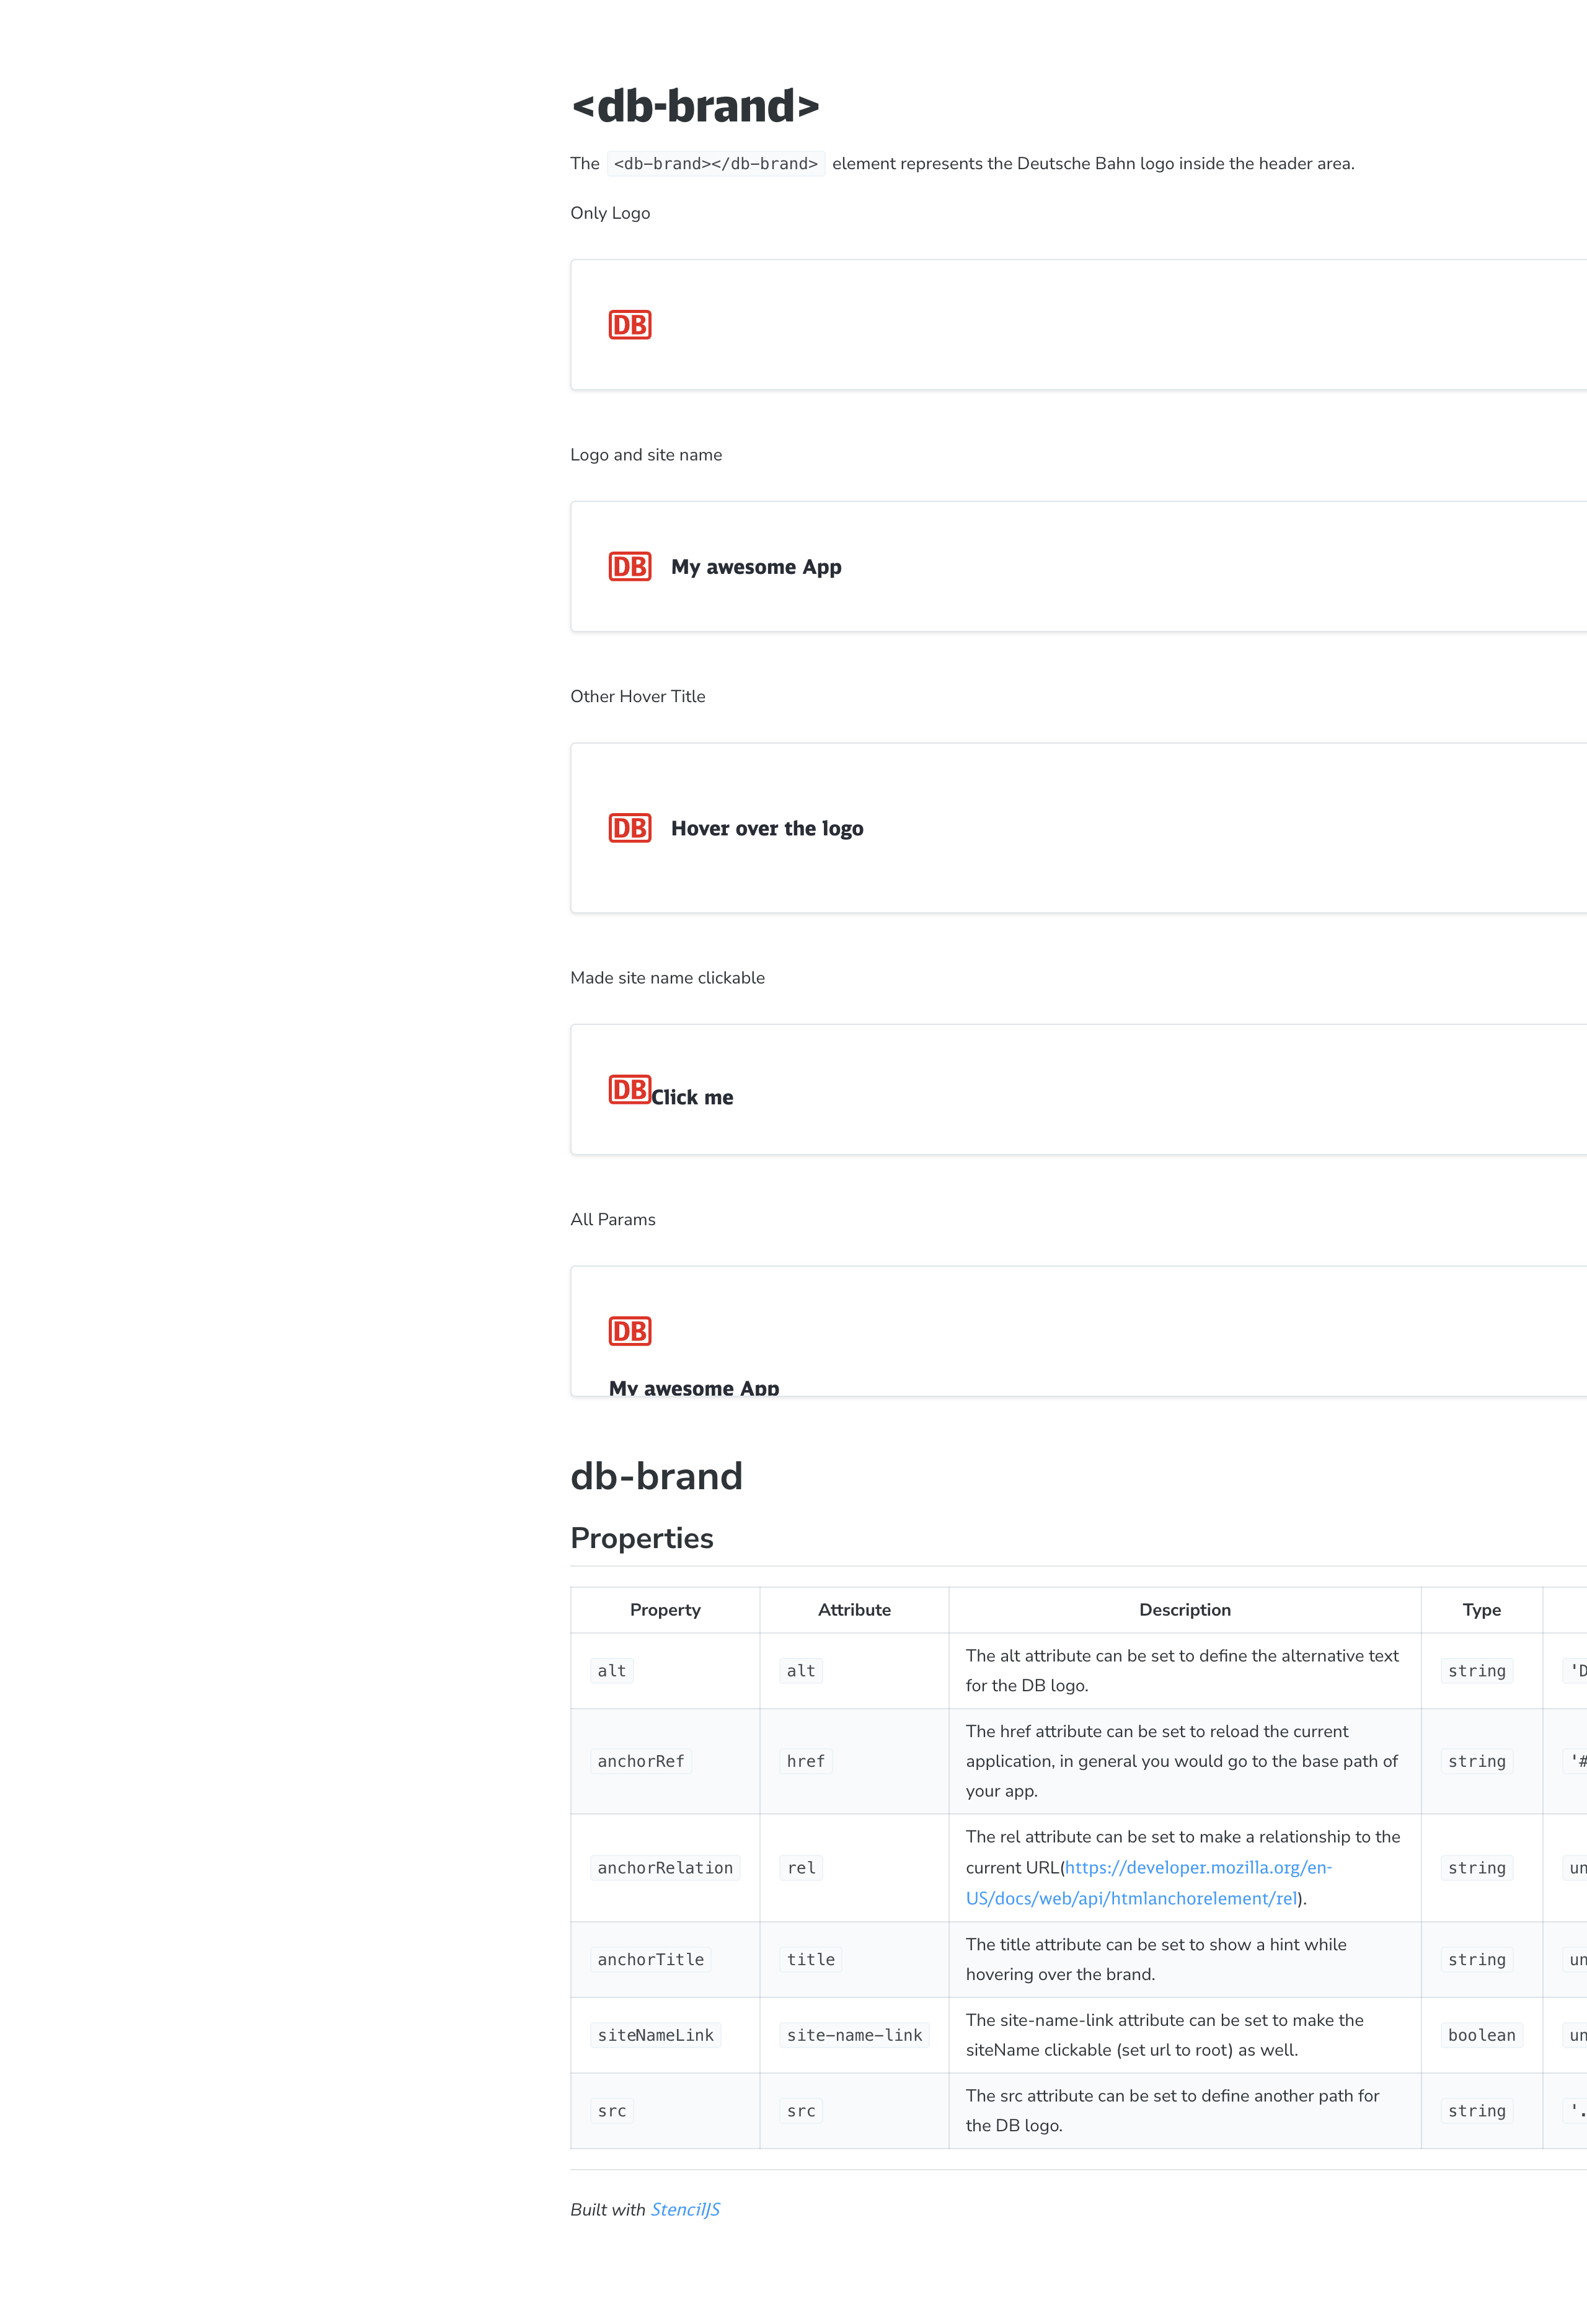 <db-brand>
The <db-brand></db-brand> element represents the Deutsche Bahn logo inside the header area.
Only Logo
DB
Logo and site name
DB My awesome App
Other Hover Title
DB Hover over the logo
Made site name clickable
DB Click me
All Params
DB
My awesome App
db-brand
Properties
Property Attribute Description Type
alt alt The alt attribute can be set to define the alternative text
for the DB logo. string 'D
anchorRef href The href attribute can be set to reload the current
application, in general you would go to the base path of
your app. string '#
anchorRelation rel The rel attribute can be set to make a relationship to the
current URL(https://developer.mozilla.org/en-
US/docs/web/api/htmlanchorelement/rel). string un
anchorTitle title The title attribute can be set to show a hint while
hovering over the brand. string un
siteNameLink site-name-link The site-name-link attribute can be set to make the
siteName clickable (set url to root) as well. boolean un
src src The src attribute can be set to define another path for
the DB logo. string '.
Built with StencilJS